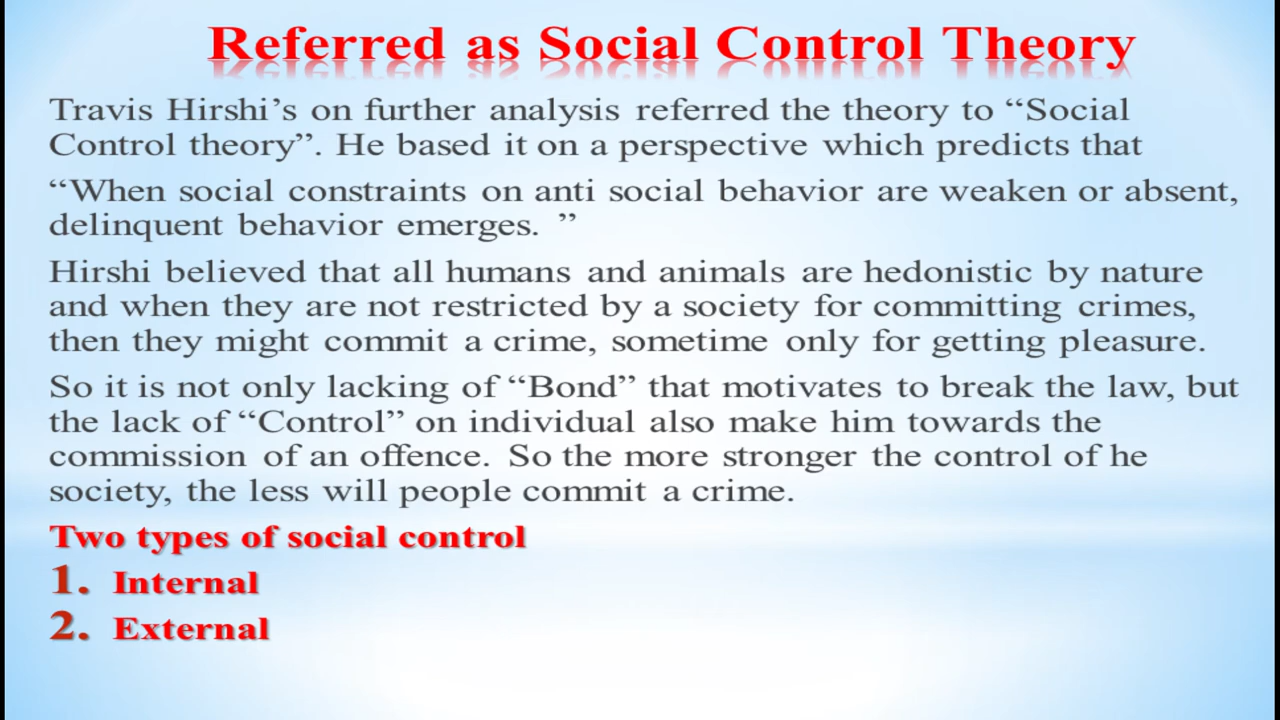 Referred as Social Control Theory
Travis Hirshi’s on further analysis referred the theory to “Social
Control theory”. He based it on a perspective which predicts that
“When social constraints on anti social behavior are weaken or absent,
delinquent behavior emerges. ”
Hirshi believed that all humans and animals are hedonistic by nature
and when they are not restricted by a society for committing crimes,
then they might commit a crime, sometime only for getting pleasure.
So it is not only lacking of “Bond” that motivates to break the law, but
the lack of “Control” on individual also make him towards the
commission of an offence. So the more stronger the control of he
society, the less will people commit a crime.
Two types of social control
1. Internal
2. External